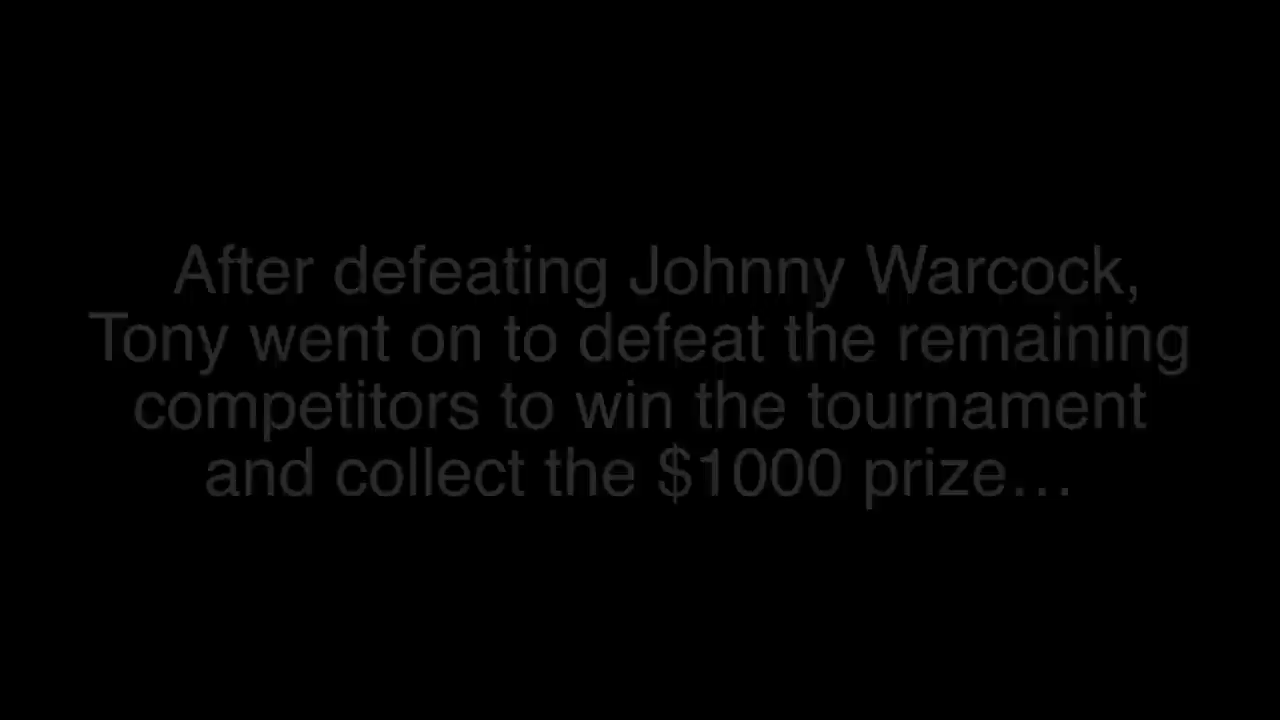 After defeating Johnny Warcock,
Tony went on to defeat the remaining
competitors to win the tournament
and collect the $1000 prize...